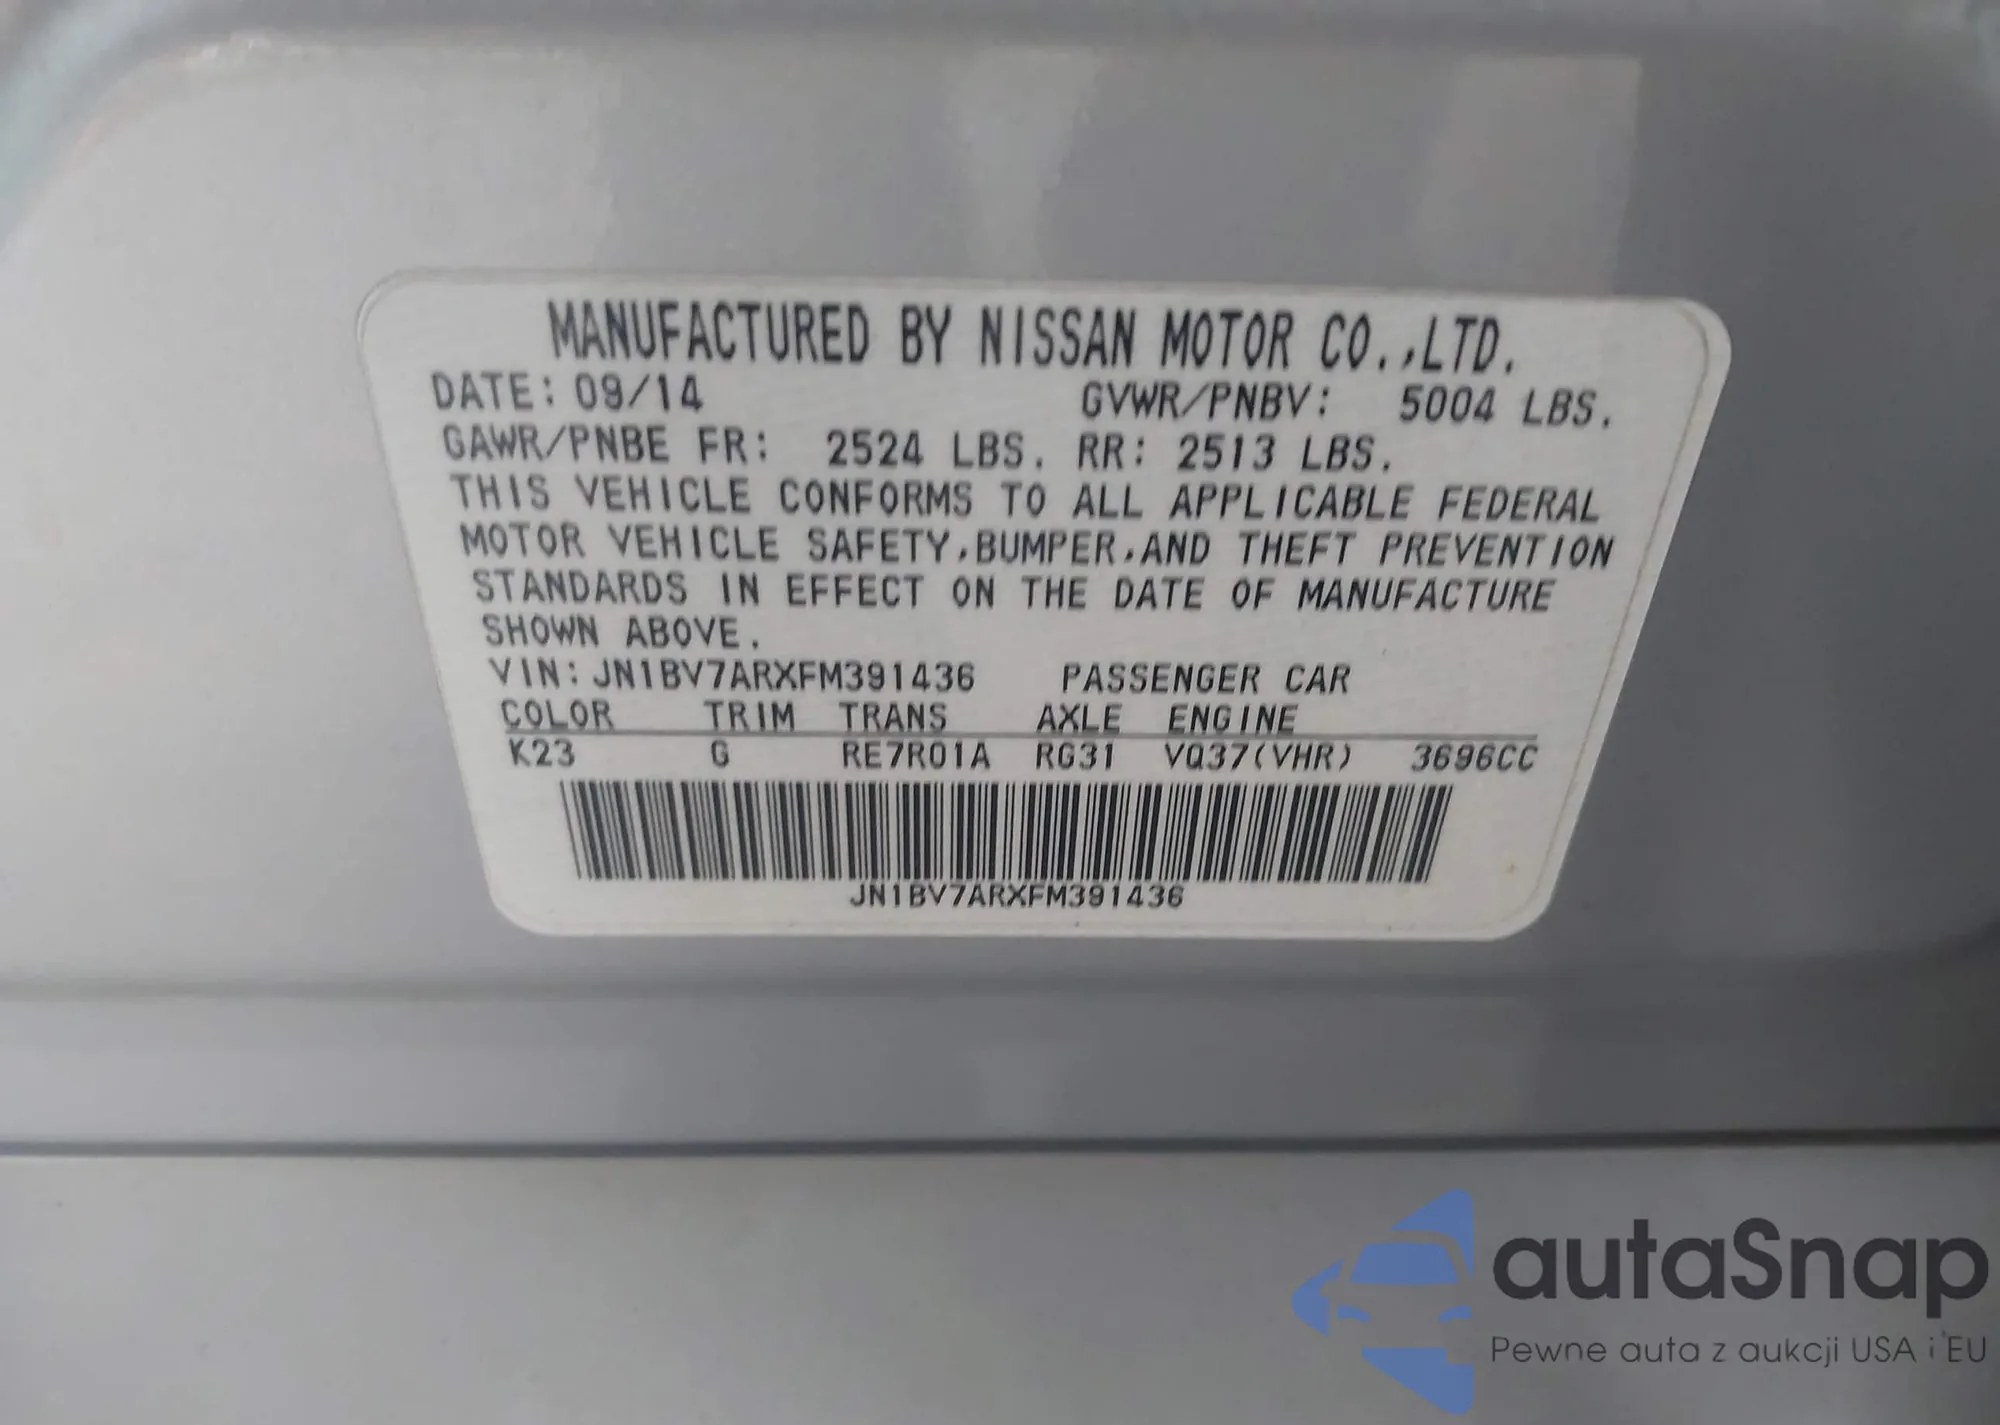 MANUFACTURED BY NISSAN MOTOR CO.,LTD.
DATE: 09/14 GVWR/PNBV: 5004 LBS.
GAWR/PNBE FR: 2524 LBS. RR: 2513 LBS.
THIS VEHICLE CONFORMS TO ALL APPLICABLE FEDERAL
MOTOR VEHICLE SAFETY,BUMPER,AND THEFT PREVENTION
STANDARDS IN EFFECT ON THE DATE OF MANUFACTURE
SHOWN ABOVE.
VIN: JN1BV7ARXFM391436 PASSENGER CAR
COLOR TRIM TRANS AXLE ENGINE
K23 G RE7R01A RG31 VQ37(VHR) 3696CC
JN1BV7ARXFM391436
autaSnap
Pewne auta z aukcji USA i EU